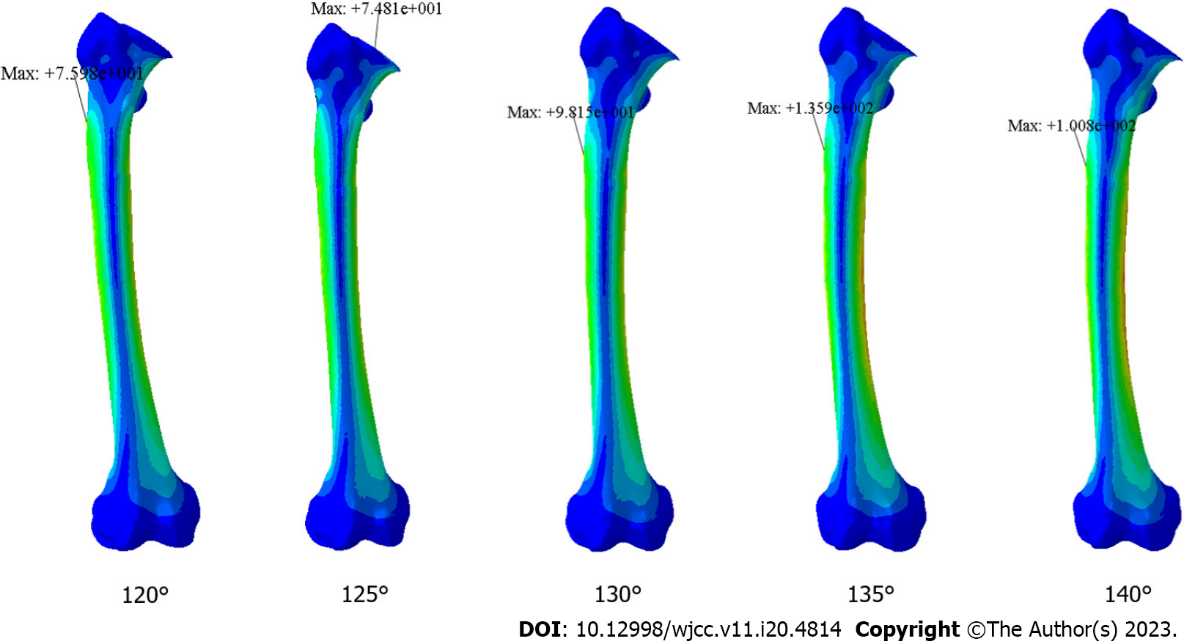 Max: +7.481e+001
Max: +7.598e+001
Max: +9.815e+001
Max: +1.359e+002
Max: +1.008e+002
120° 125° 130° 135° 140°
DOI: 10.12998/wjcc.v11.i20.4814 Copyright ©The Author(s) 2023.